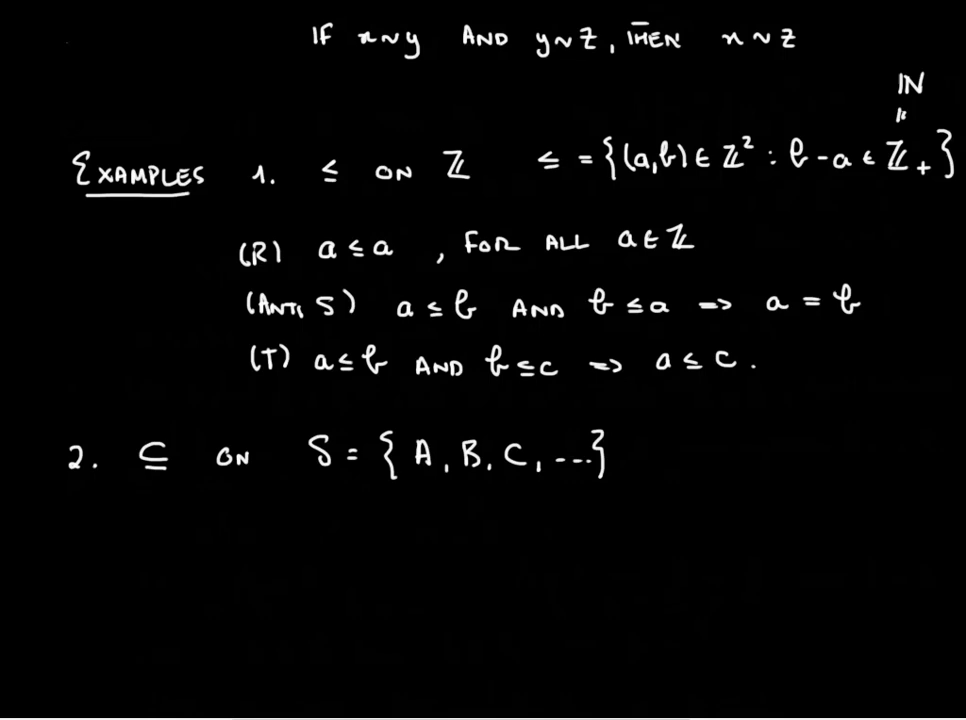 IF x∼y AND y∼z, THEN x∼z
ℕ
=
EXAMPLES 1. ≤ ON ℤ ≤ = {(a,b) ∈ ℤ² : b-a ∈ ℤ₊}
(R) a ≤ a , FOR ALL a ∈ ℤ
(ANTI S) a ≤ b AND b ≤ a => a = b
(T) a ≤ b AND b ≤ c => a ≤ c.
2. ⊆ ON S = { A, B, C, ...}